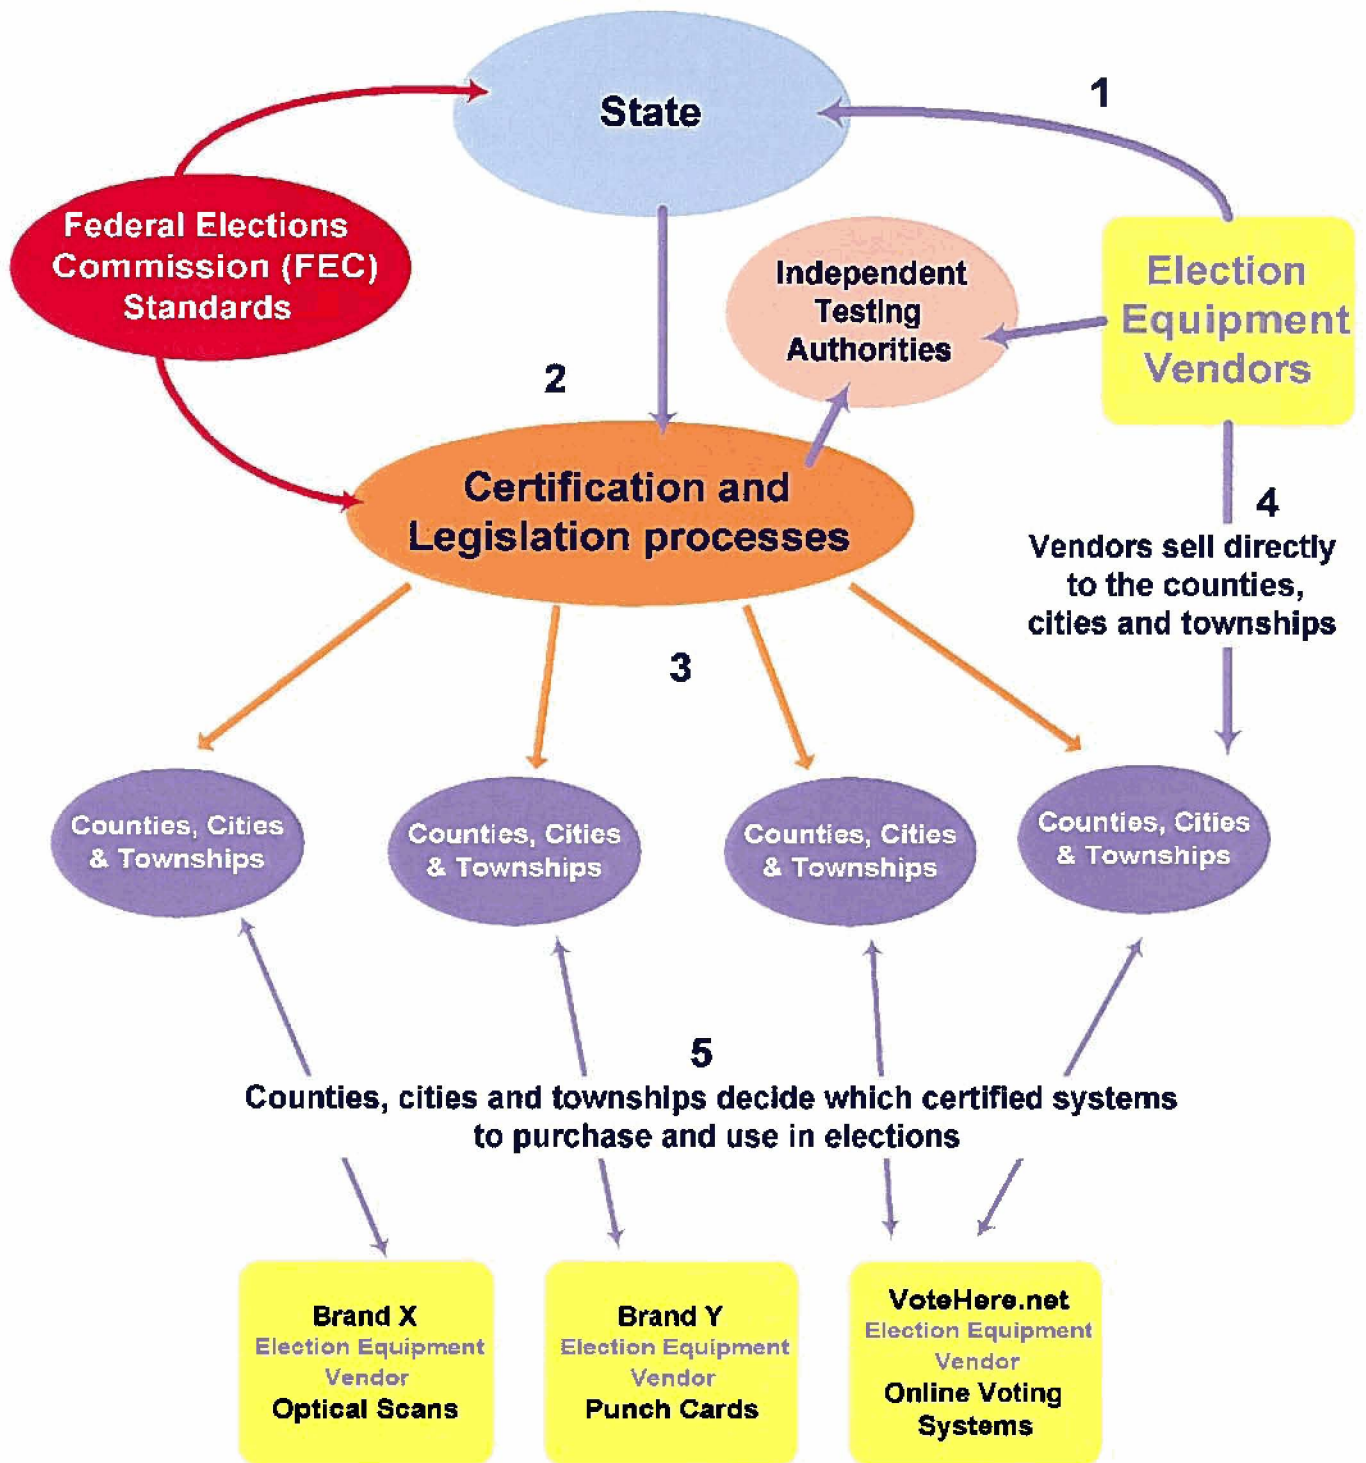 State
1
Federal Elections
Commission (FEC)
Standards
Independent
Testing
Authorities
Election
Equipment
Vendors
2
Certification and
Legislation processes
4
Vendors sell directly
to the counties,
cities and townships
3
Counties, Cities
& Townships
Counties, Cities
& Townships
Counties, Cities
& Townships
Counties, Cities
& Townships
5
Counties, cities and townships decide which certified systems
to purchase and use in elections
Brand X
Election Equipment
Vendor
Optical Scans
Brand Y
Election Equipment
Vendor
Punch Cards
VoteHere.net
Election Equipment
Vendor
Online Voting
Systems